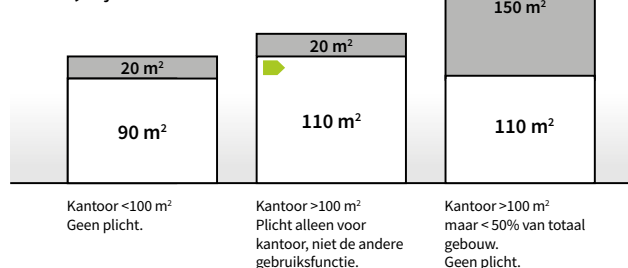 150 m²
20 m²
20 m²
90 m²
110 m²
110 m²
Kantoor <100 m²
Geen plicht.
Kantoor >100 m²
Plicht alleen voor
kantoor, niet de andere
gebruiksfunctie.
Kantoor >100 m²
maar < 50% van totaal
gebouw.
Geen plicht.